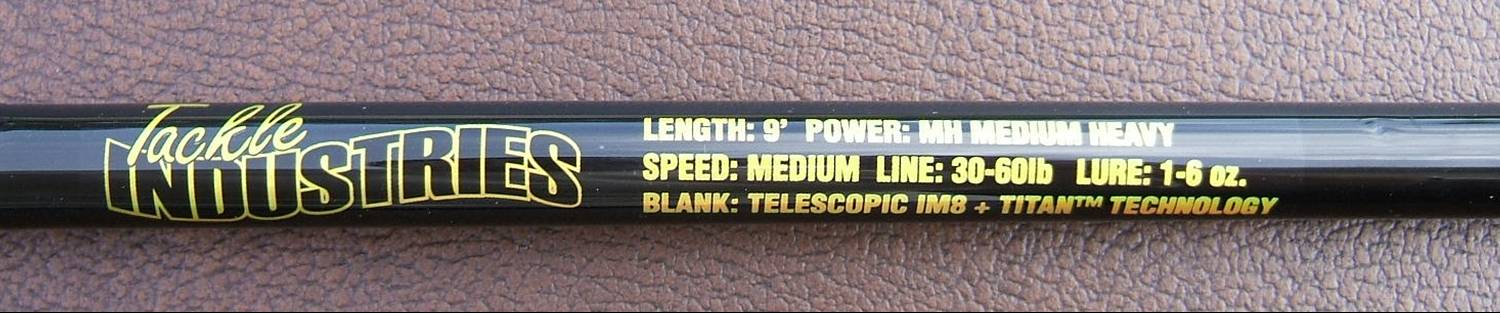 Tackle
INDUSTRIES
LENGTH: 9' POWER: MH MEDIUM HEAVY
SPEED: MEDIUM LINE: 30-60lb LURE: 1-6 oz.
BLANK: TELESCOPIC IM8 + TITAN™ TECHNOLOGY